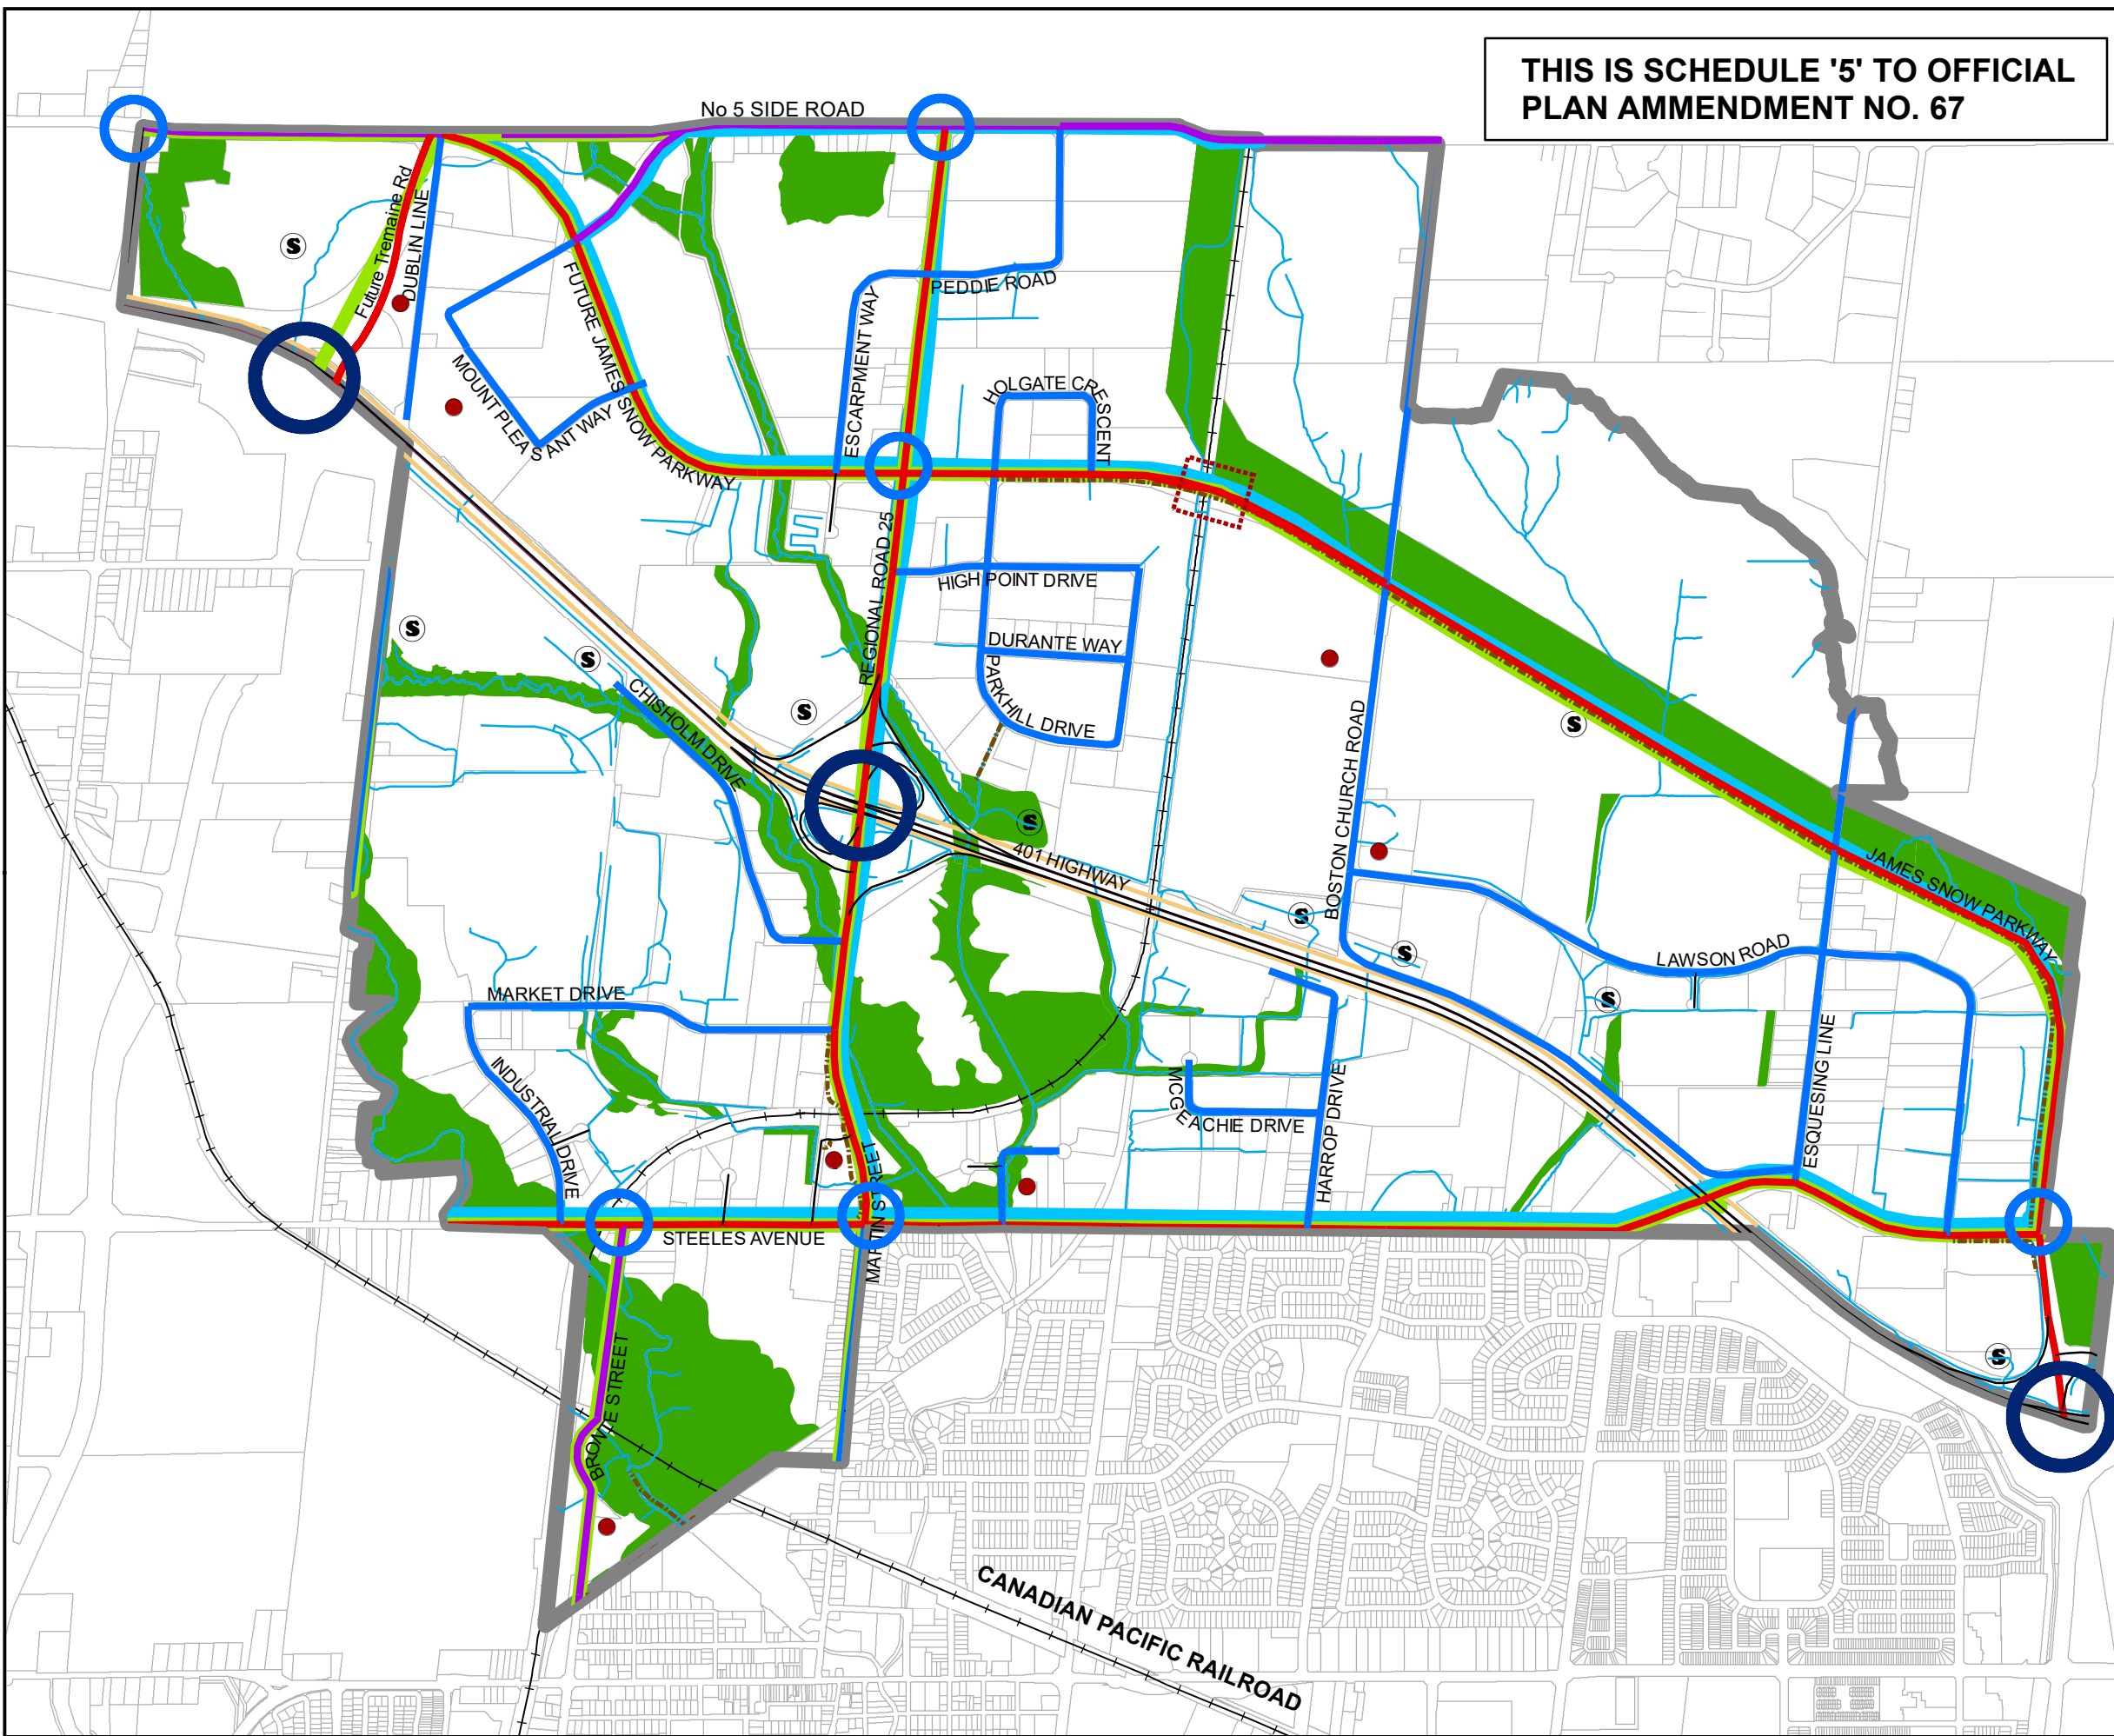 THIS IS SCHEDULE '5' TO OFFICIAL
PLAN AMMENDMENT NO. 67
No 5 SIDE ROAD
Future Tremaine Rd
DUBLIN LINE
S
FUTURE JAMES SNOW PARKWAY
MOUNT PLEASANT WAY
ESCARPMENT WAY
PEDDIE ROAD
HOLGATE CRESCENT
REGIONAL ROAD 25
HIGH POINT DRIVE
DURANTE WAY
PARKHILL DRIVE
S
S
S
CHISHOLM DRIVE
S
S
401 HIGHWAY
BOSTON CHURCH ROAD
JAMES SNOW PARKWAY
S
S
LAWSON ROAD
S
MARKET DRIVE
INDUSTRIAL DRIVE
MCGEACHIE DRIVE
HARROP DRIVE
ESQUESING LINE
STEELES AVENUE
MARTIN STREET
BRONTE STREET
S
CANADIAN PACIFIC RAILROAD